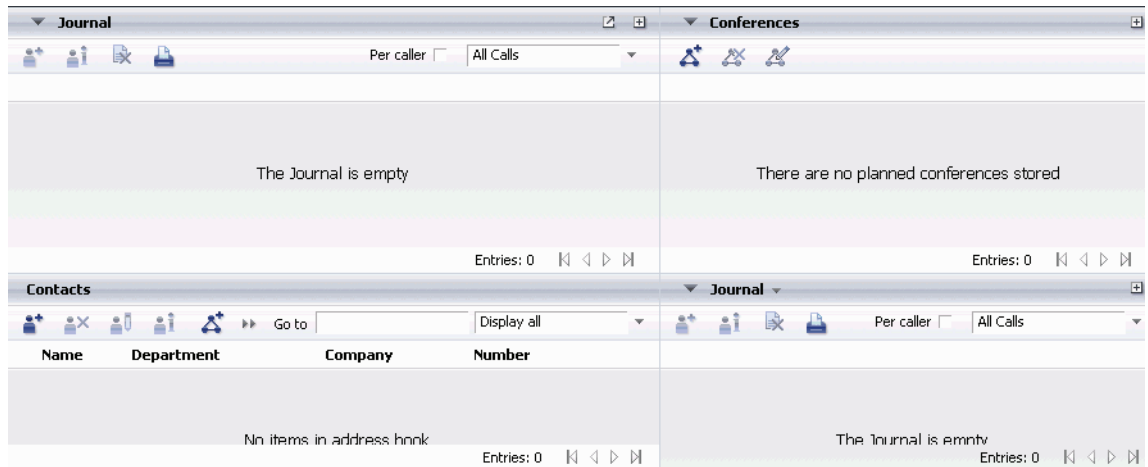 Journal
Per caller All Calls
The Journal is empty
Entries: 0
Conferences
There are no planned conferences stored
Entries: 0
Contacts
Go to Display all
Name Department Company Number
No items in address book
Entries: 0
Journal
Per caller All Calls
The Journal is empty
Entries: 0